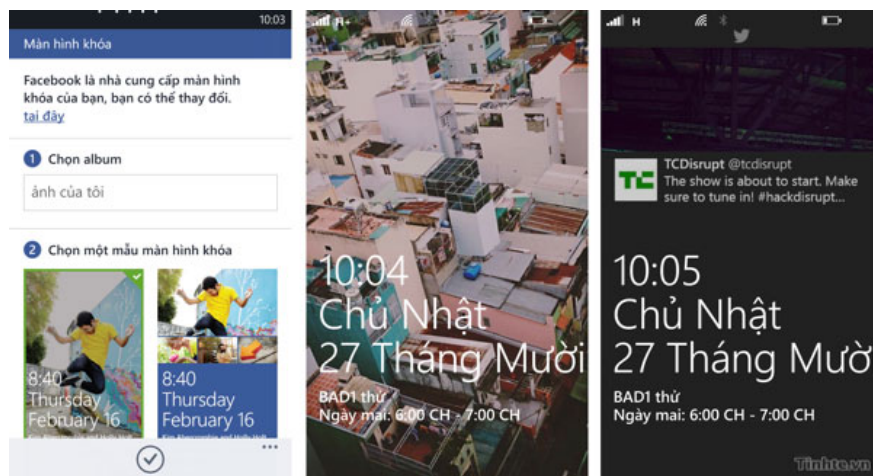 10:03
Màn hình khóa
Facebook là nhà cung cấp màn hình
khóa của bạn, bạn có thể thay đổi.
tại đây
1 Chọn album
ảnh của tôi
2 Chọn một mẫu màn hình khóa
8:40
Thursday
February 16
8:40
Thursday
February 16
H+
10:04
Chủ Nhật
27 Tháng Mười
BAD1 thử
Ngày mai: 6:00 CH - 7:00 CH
H
TC
TCDisrupt @tcdisrupt
The show is about to start. Make
sure to tune in! #hackdisrupt...
10:05
Chủ Nhật
27 Tháng Mườ
BAD1 thử
Ngày mai: 6:00 CH - 7:00 CH
Tinhte.vn